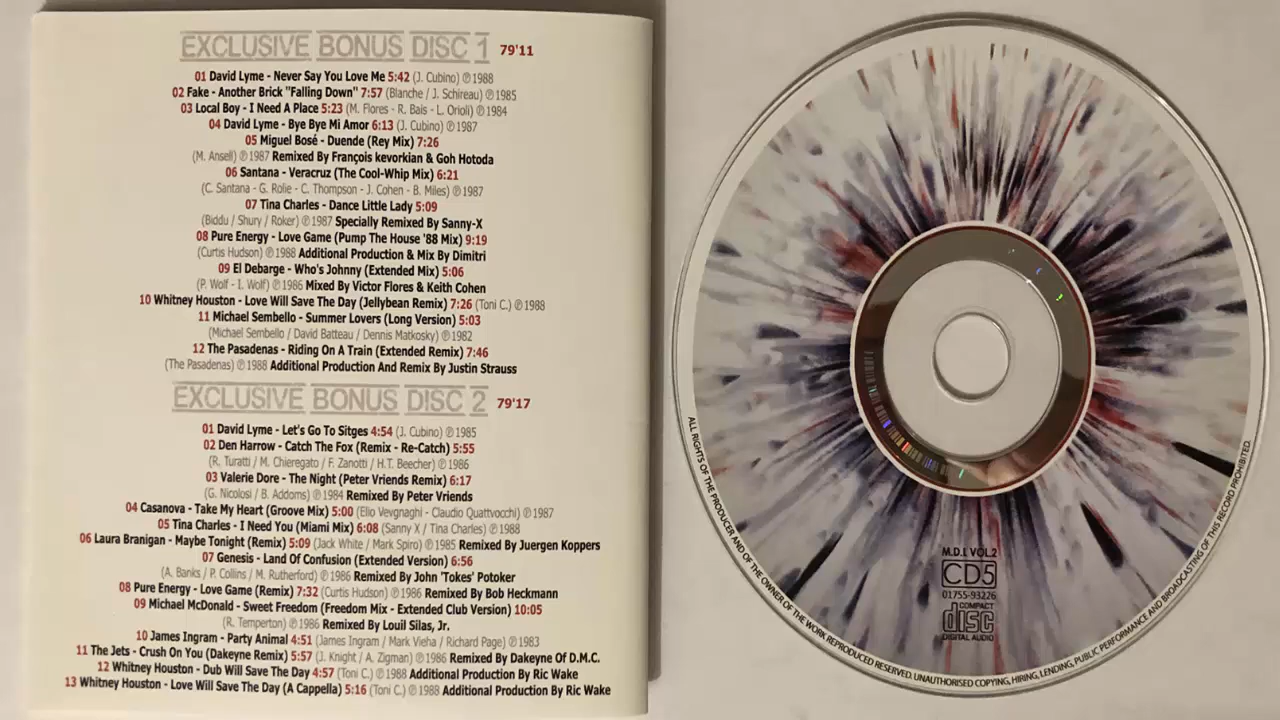 EXCLUSIVE BONUS DISC 1 79'11
01 David Lyme - Never Say You Love Me 5:42 (J. Cubino) ℗1988
02 Fake - Another Brick "Falling Down" 7:57 (Blanche / J. Schireau) ℗1985
03 Local Boy - I Need A Place 5:23 (M. Flores - R. Bais - L. Orioli) ℗1984
04 David Lyme - Bye Bye Mi Amor 6:13 (J. Cubino) ℗1987
05 Miguel Bosé - Duende (Rey Mix) 7:26
(M. Ansell) ℗1987 Remixed By François kevorkian & Goh Hotoda
06 Santana - Veracruz (The Cool-Whip Mix) 6:21
(C. Santana - G. Rolie - C. Thompson - J. Cohen - B. Miles) ℗1987
07 Tina Charles - Dance Little Lady 5:09
(Biddu / Shury / Roker) ℗1987 Specially Remixed By Sanny-X
08 Pure Energy - Love Game (Pump The House '88 Mix) 9:19
(Curtis Hudson) ℗1988 Additional Production & Mix By Dimitri
09 El Debarge - Who's Johnny (Extended Mix) 5:06
(P. Wolf - I. Wolf) ℗1986 Mixed By Victor Flores & Keith Cohen
10 Whitney Houston - Love Will Save The Day (Jellybean Remix) 7:26 (Toni C.) ℗1988
11 Michael Sembello - Summer Lovers (Long Version) 5:03
(Michael Sembello / David Batteau / Dennis Matkosky) ℗1982
12 The Pasadenas - Riding On A Train (Extended Remix) 7:46
(The Pasadenas) ℗1988 Additional Production And Remix By Justin Strauss
EXCLUSIVE BONUS DISC 2 79'17
01 David Lyme - Let's Go To Sitges 4:54 (J. Cubino) ℗1985
02 Den Harrow - Catch The Fox (Remix - Re-Catch) 5:55
(R. Turatti / M. Chieregato / F. Zanotti / H.T. Beecher) ℗1986
03 Valerie Dore - The Night (Peter Vriends Remix) 6:17
(G. Nicolosi / B. Addoms) ℗1984 Remixed By Peter Vriends
04 Casanova - Take My Heart (Groove Mix) 5:00 (Elio Vevgnaghi - Claudio Quattvocchi) ℗1987
05 Tina Charles - I Need You (Miami Mix) 6:08 (Sanny X / Tina Charles) ℗1988
06 Laura Branigan - Maybe Tonight (Remix) 5:09 (Jack White / Mark Spiro) ℗1985 Remixed By Juergen Koppers
07 Genesis - Land Of Confusion (Extended Version) 6:56
(A. Banks / P. Collins / M. Rutherford) ℗1986 Remixed By John 'Tokes' Potoker
08 Pure Energy - Love Game (Remix) 7:32 (Curtis Hudson) ℗1986 Remixed By Bob Heckmann
09 Michael McDonald - Sweet Freedom (Freedom Mix - Extended Club Version) 10:05
(R. Temperton) ℗1986 Remixed By Louil Silas, Jr.
10 James Ingram - Party Animal 4:51 (James Ingram / Mark Vieha / Richard Page) ℗1983
11 The Jets - Crush On You (Dakeyne Remix) 5:57 (J. Knight / A. Zigman) ℗1986 Remixed By Dakeyne Of D.M.C.
12 Whitney Houston - Dub Will Save The Day 4:57 (Toni C.) ℗1988 Additional Production By Ric Wake
13 Whitney Houston - Love Will Save The Day (A Cappella) 5:16 (Toni C.) ℗1988 Additional Production By Ric Wake
M.D.I. VOL.2
CD5
01755-93226
COMPACT
disc
DIGITAL AUDIO
ALL RIGHTS OF THE PRODUCER AND OF THE OWNER OF THE WORK REPRODUCED RESERVED. UNAUTHORISED COPYING, HIRING, LENDING, PUBLIC PERFORMANCE AND BROADCASTING OF THIS RECORD PROHIBITED.